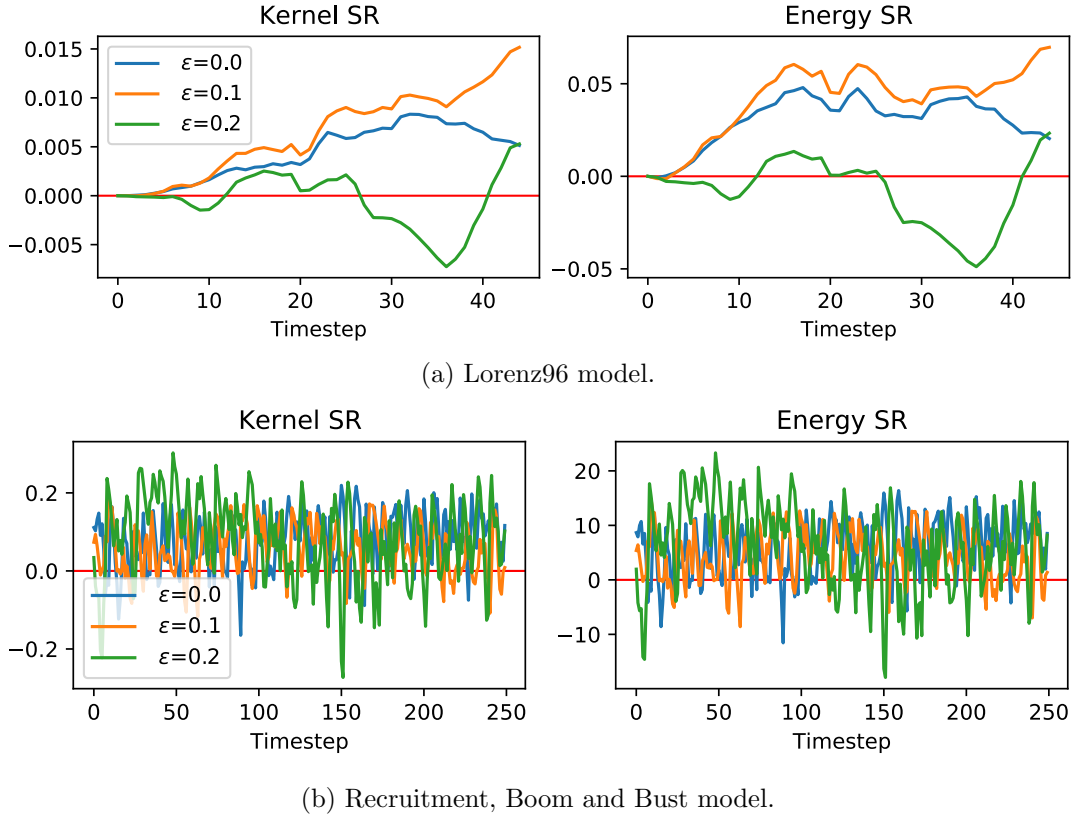 Kernel SR
0.015
0.010
0.005
0.000
−0.005
ε=0.0
ε=0.1
ε=0.2
0
10
20
30
40
Timestep
Energy SR
0.05
0.00
−0.05
0
10
20
30
40
Timestep
(a) Lorenz96 model.
Kernel SR
0.2
0.0
−0.2
ε=0.0
ε=0.1
ε=0.2
0
50
100
150
200
250
Timestep
Energy SR
20
10
0
−10
0
50
100
150
200
250
Timestep
(b) Recruitment, Boom and Bust model.